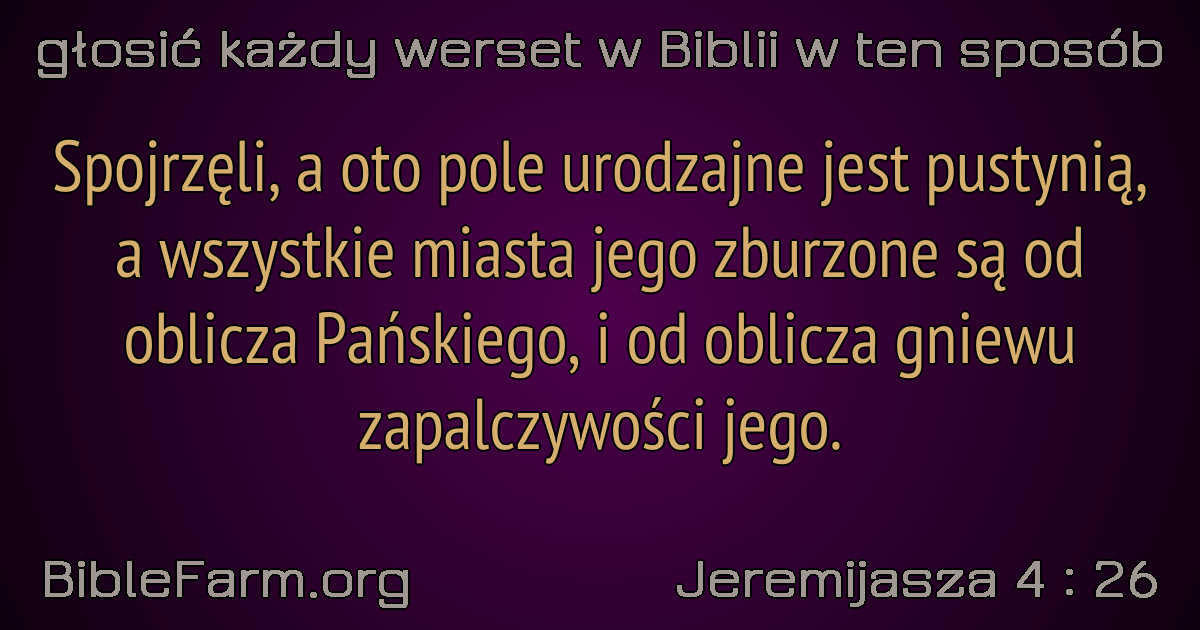 głosić każdy werset w Biblii w ten sposób
Spojrzęli, a oto pole urodzajne jest pustynią,
a wszystkie miasta jego zburzone są od
oblicza Pańskiego, i od oblicza gniewu
zapalczywości jego.
BibleFarm.org
Jeremijasza 4 : 26